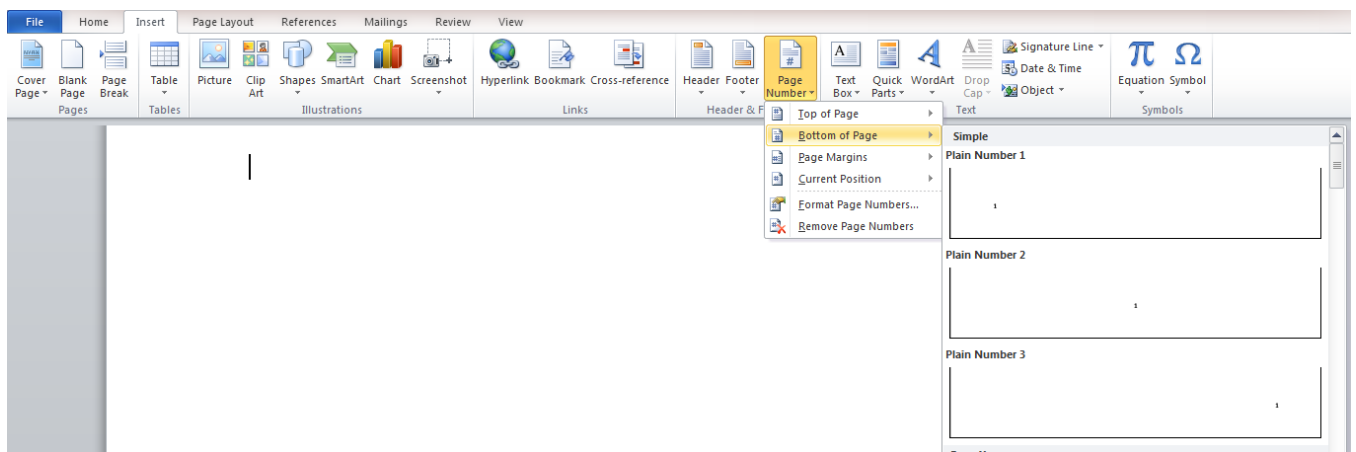 File Home Insert Page Layout References Mailings Review View
Cover Page Blank Page Page Break Table Picture Clip Art Shapes SmartArt Chart Screenshot Hyperlink Bookmark Cross-reference Header Footer Page Number # Text Box A Quick Parts WordArt A Drop Cap A
Signature Line
Date & Time
Object
Equation π Symbol Ω
Pages Tables Illustrations Links Header & F Text Symbols
Top of Page
Bottom of Page
Page Margins
Current Position
Format Page Numbers...
Remove Page Numbers
Simple
Plain Number 1
1
Plain Number 2
1
Plain Number 3
1